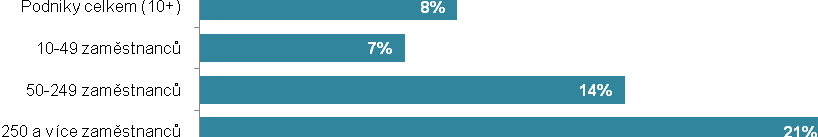 Podniky celkem (10+) 8%
10-49 zaměstnanců 7%
50-249 zaměstnanců 14%
250 a více zaměstnanců 21%